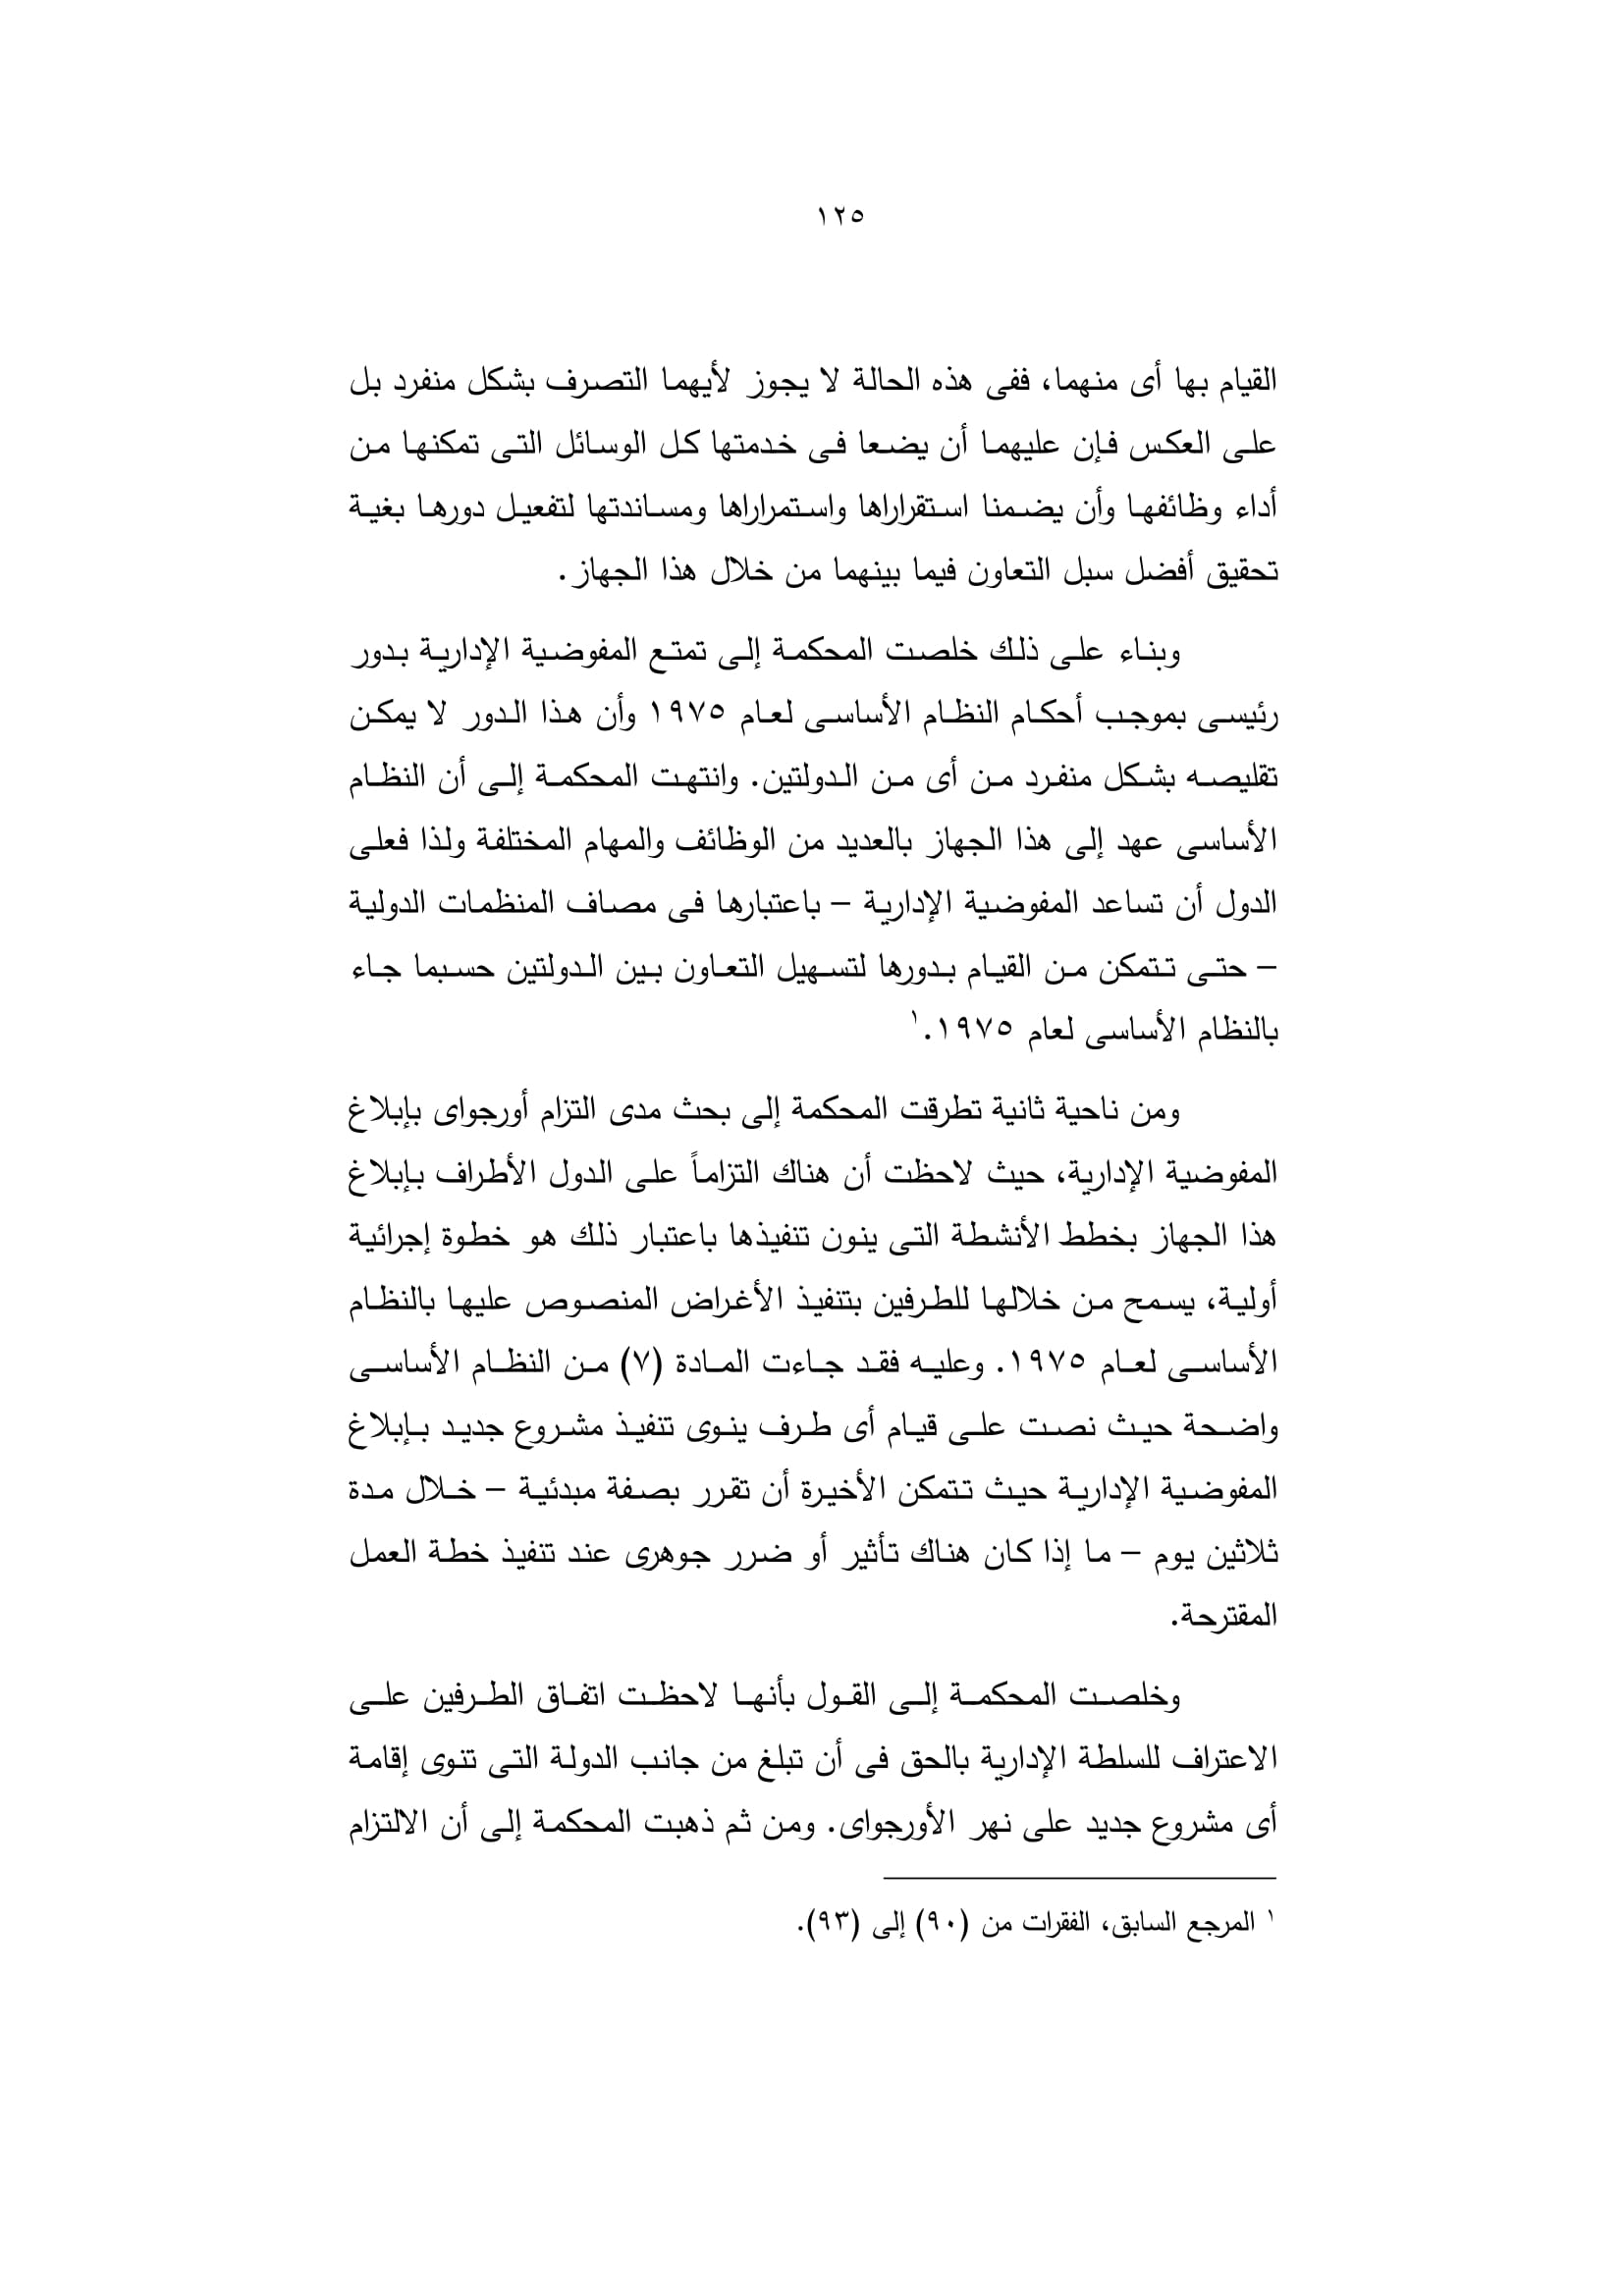 ١٢٥
القيام بها أى منهما، ففى هذه الحالة لا يجوز لأيهما التصرف بشكل منفرد بل
على العكس فإن عليهما أن يضعا فى خدمتها كل الوسائل التى تمكنها من
أداء وظائفها وأن يضمنا استقراراها واستمراراها ومساندتها لتفعيل دورها بغية
تحقيق أفضل سبل التعاون فيما بينهما من خلال هذا الجهاز.
وبناء على ذلك خلصت المحكمة إلى تمتع المفوضية الإدارية بدور
رئيسى بموجب أحكام النظام الأساسى لعام ١٩٧٥ وأن هذا الدور لا يمكن
تقليصه بشكل منفرد من أى من الدولتين. وانتهت المحكمة إلى أن النظام
الأساسى عهد إلى هذا الجهاز بالعديد من الوظائف والمهام المختلفة ولذا فعلى
الدول أن تساعد المفوضية الإدارية – باعتبارها فى مصاف المنظمات الدولية
– حتى تتمكن من القيام بدورها لتسهيل التعاون بين الدولتين حسبما جاء
بالنظام الأساسى لعام ١٩٧٥.١
ومن ناحية ثانية تطرقت المحكمة إلى بحث مدى التزام أورجواى بإبلاغ
المفوضية الإدارية، حيث لاحظت أن هناك التزاماً على الدول الأطراف بإبلاغ
هذا الجهاز بخطط الأنشطة التى ينون تنفيذها باعتبار ذلك هو خطوة إجرائية
أولية، يسمح من خلالها للطرفين بتنفيذ الأغراض المنصوص عليها بالنظام
الأساسى لعام ١٩٧٥. وعليه فقد جاءت المادة (٧) من النظام الأساسى
واضحة حيث نصت على قيام أى طرف ينوى تنفيذ مشروع جديد بإبلاغ
المفوضية الإدارية حيث تتمكن الأخيرة أن تقرر بصفة مبدئية – خلال مدة
ثلاثين يوم – ما إذا كان هناك تأثير أو ضرر جوهرى عند تنفيذ خطة العمل
المقترحة.
وخلصت المحكمة إلى القول بأنها لاحظت اتفاق الطرفين على
الاعتراف للسلطة الإدارية بالحق فى أن تبلغ من جانب الدولة التى تنوى إقامة
أى مشروع جديد على نهر الأورجواى. ومن ثم ذهبت المحكمة إلى أن الالتزام
١ المرجع السابق، الفقرات من (٩٠) إلى (٩٣).